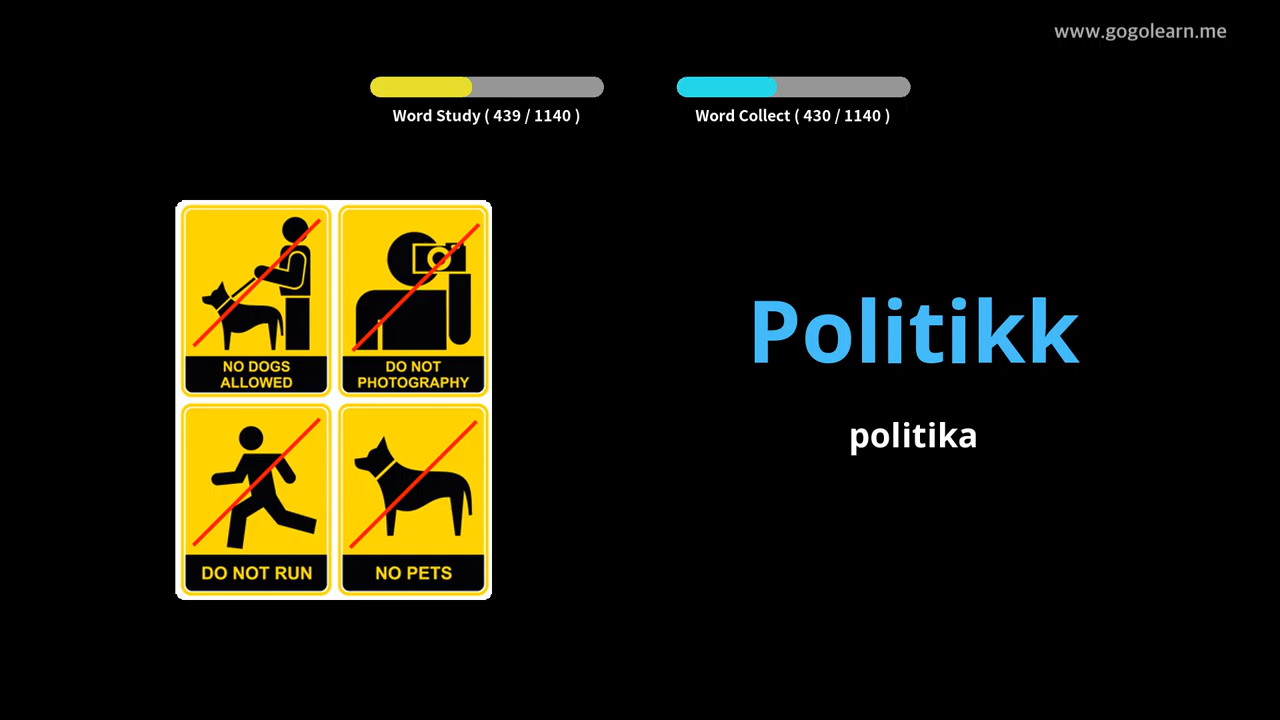 www.gogolearn.me
Word Study ( 439 / 1140 )
Word Collect ( 430 / 1140 )
NO DOGS
ALLOWED
DO NOT
PHOTOGRAPHY
DO NOT RUN
NO PETS
Politikk
politika